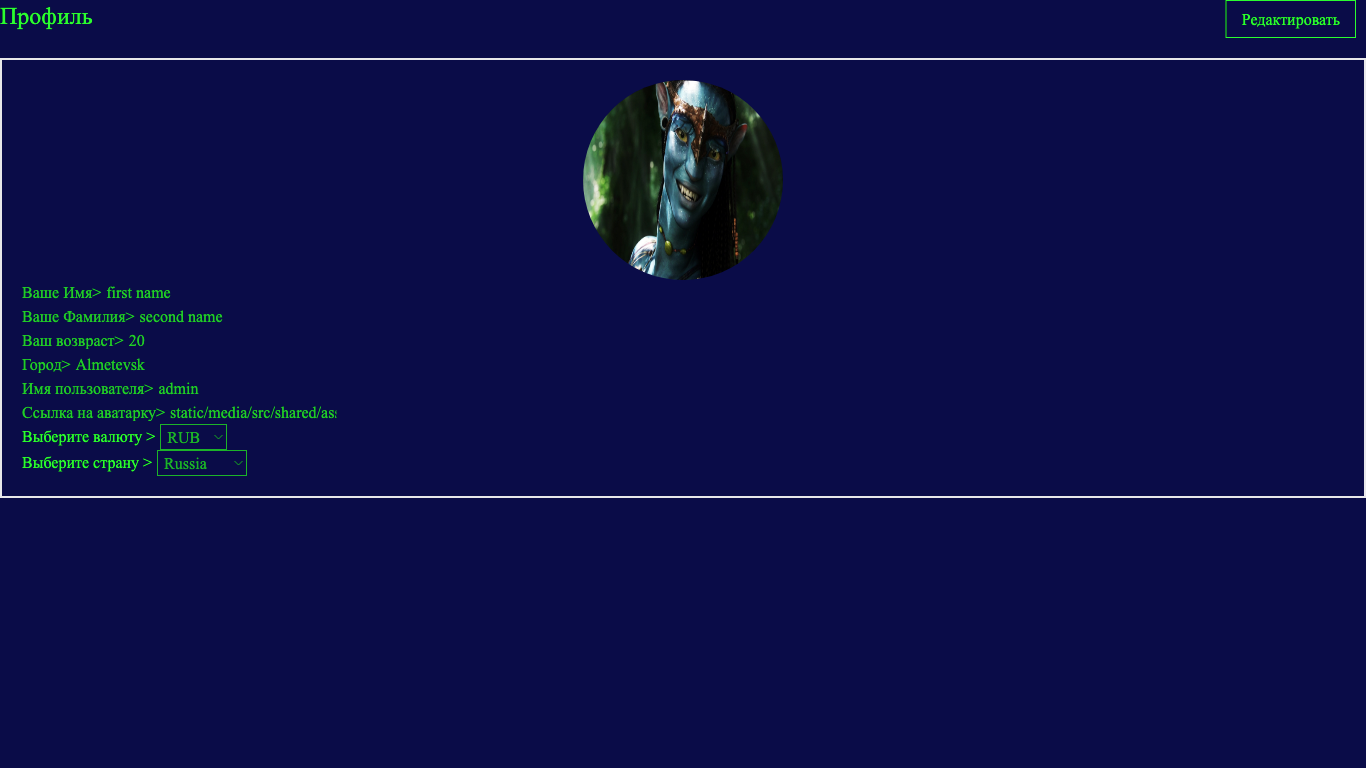 Профиль
Редактировать
Ваше Имя> first name
Ваше Фамилия> second name
Ваш возвраст> 20
Город> Almetevsk
Имя пользователя> admin
Ссылка на аватарку> static/media/src/shared/as
Выберите валюту > RUB
Выберите страну > Russia